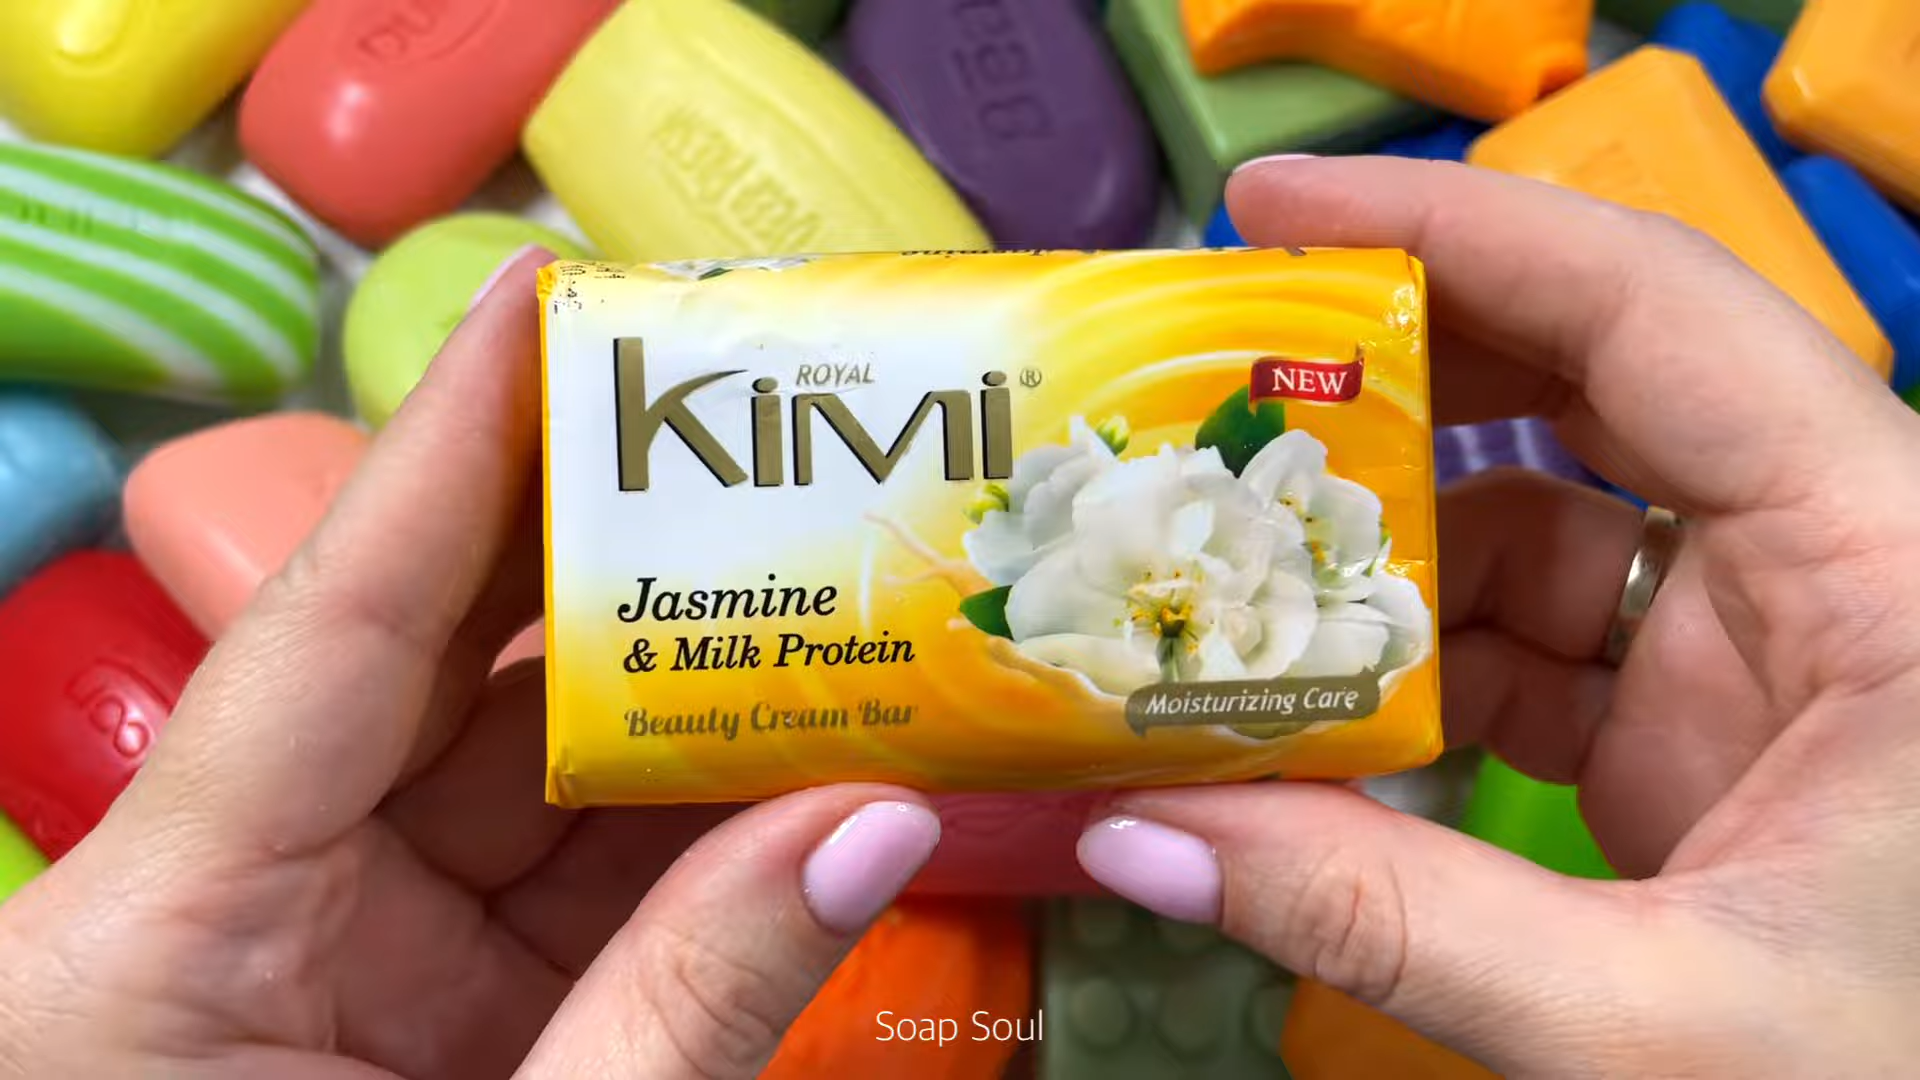 ROYAL
Kimi®
NEW
Jasmine
& Milk Protein
Beauty Cream Bar
Moisturizing Care
Soap Soul